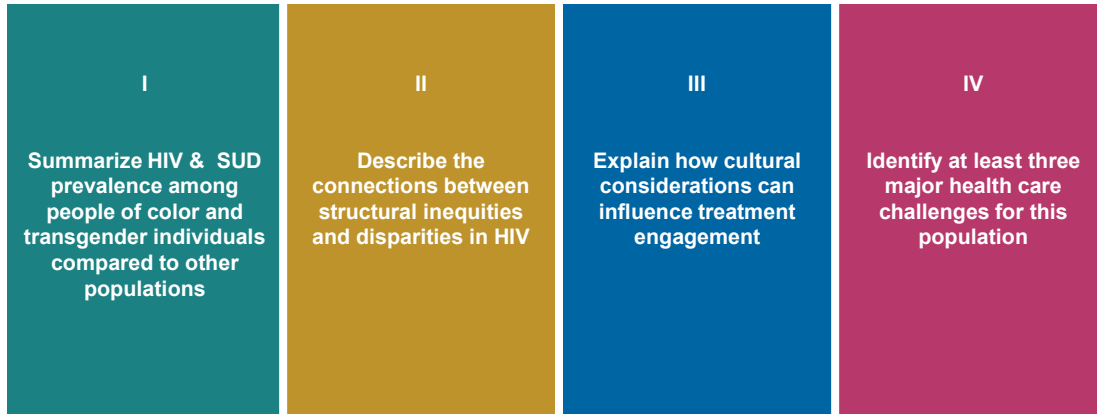 I
Summarize HIV & SUD
prevalence among
people of color and
transgender individuals
compared to other
populations
II
Describe the
connections between
structural inequities
and disparities in HIV
III
Explain how cultural
considerations can
influence treatment
engagement
IV
Identify at least three
major health care
challenges for this
population